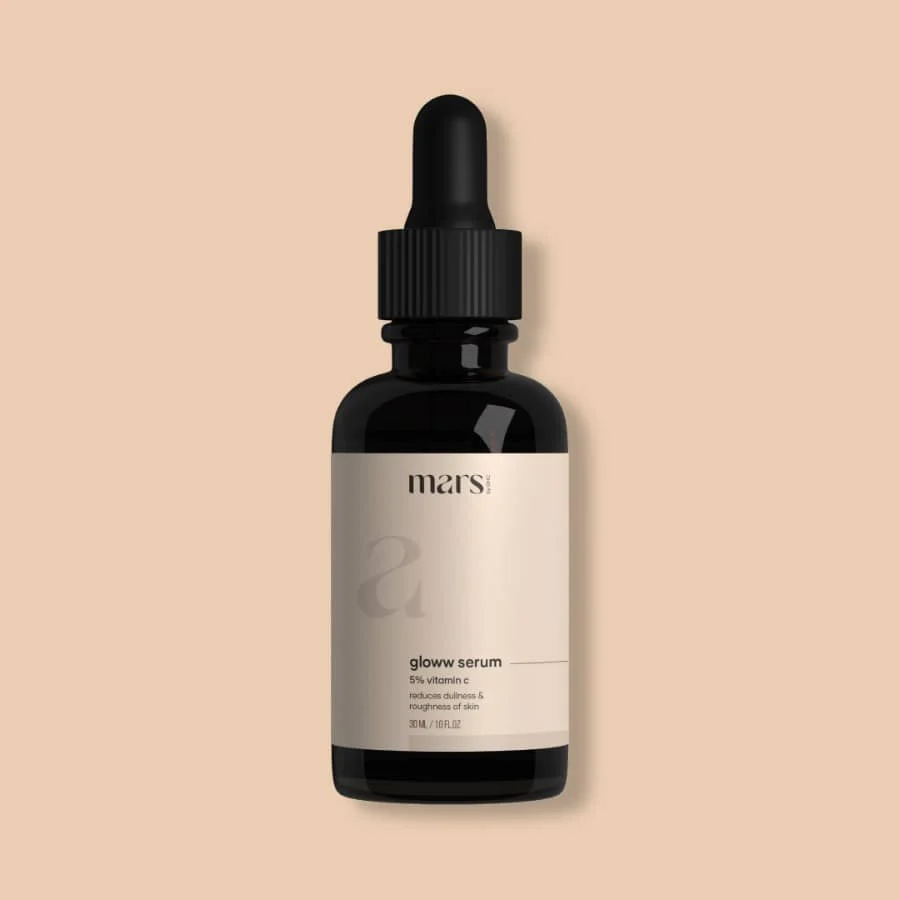 mars
a
gloww serum
5% vitamin c
reduces dullness &
roughness of skin
30 ML / 1.0 FL.OZ